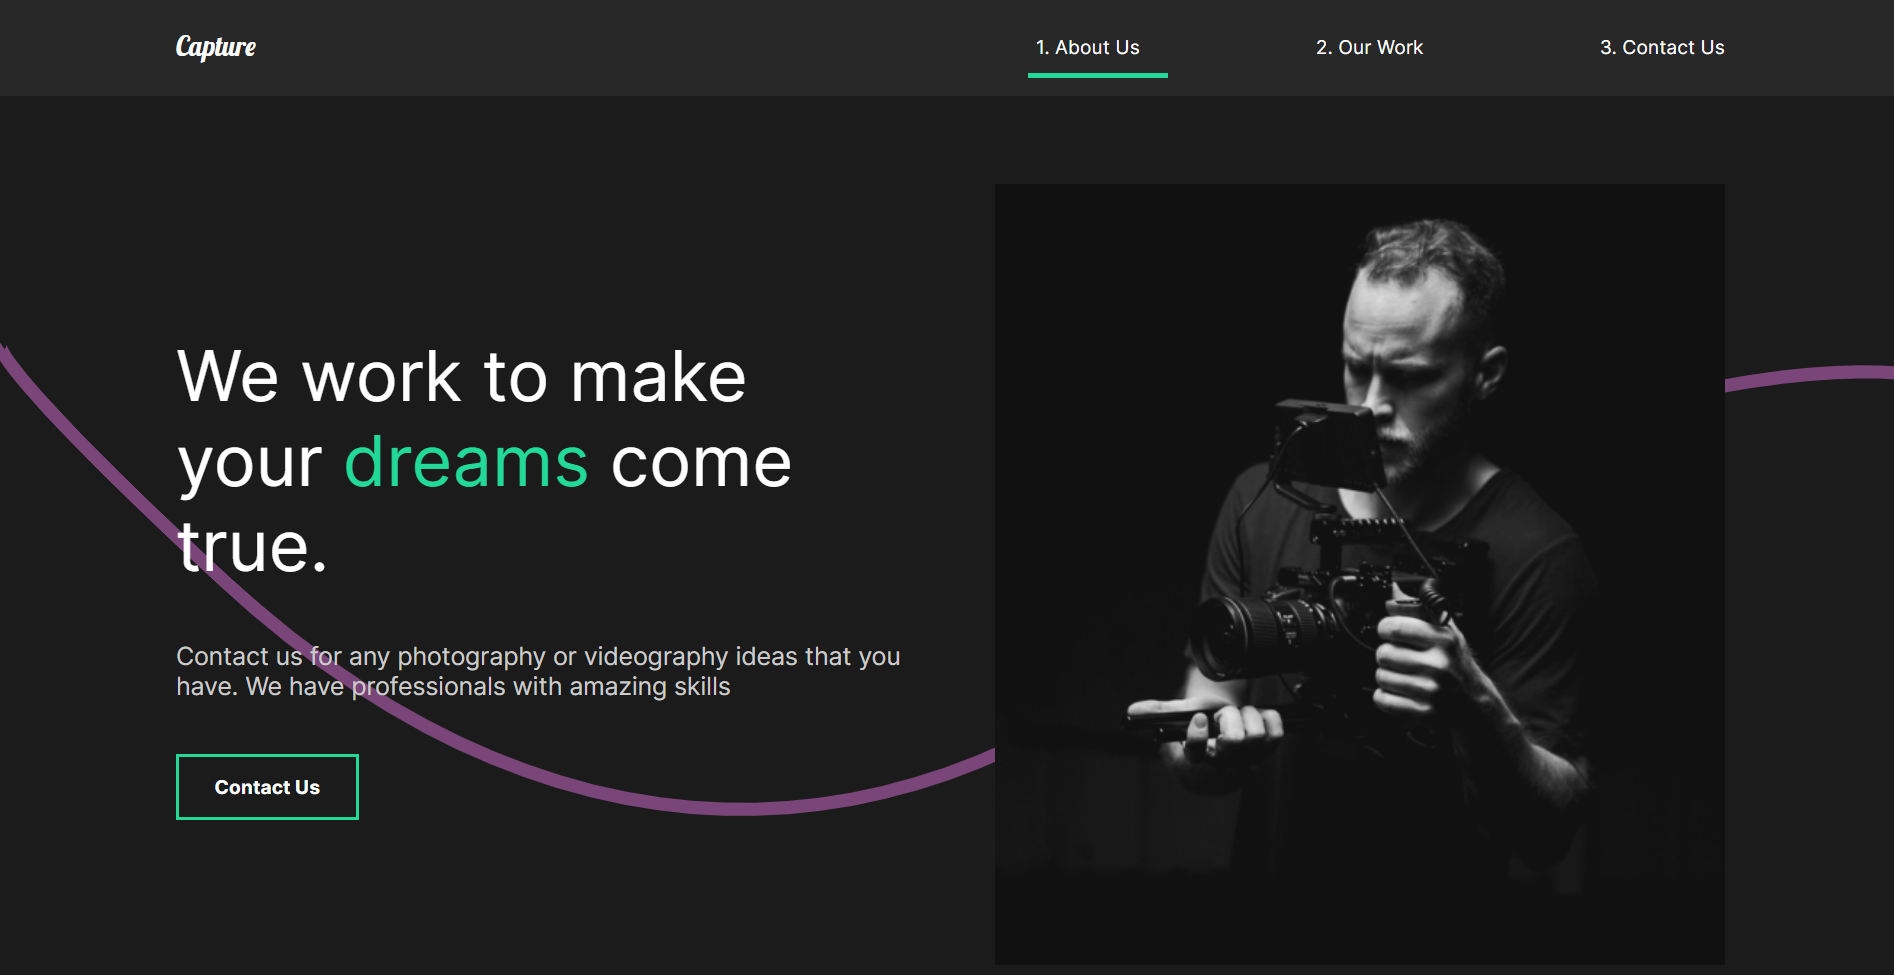 Capture
1. About Us
2. Our Work
3. Contact Us
We work to make
your dreams come
true.
Contact us for any photography or videography ideas that you
have. We have professionals with amazing skills
Contact Us